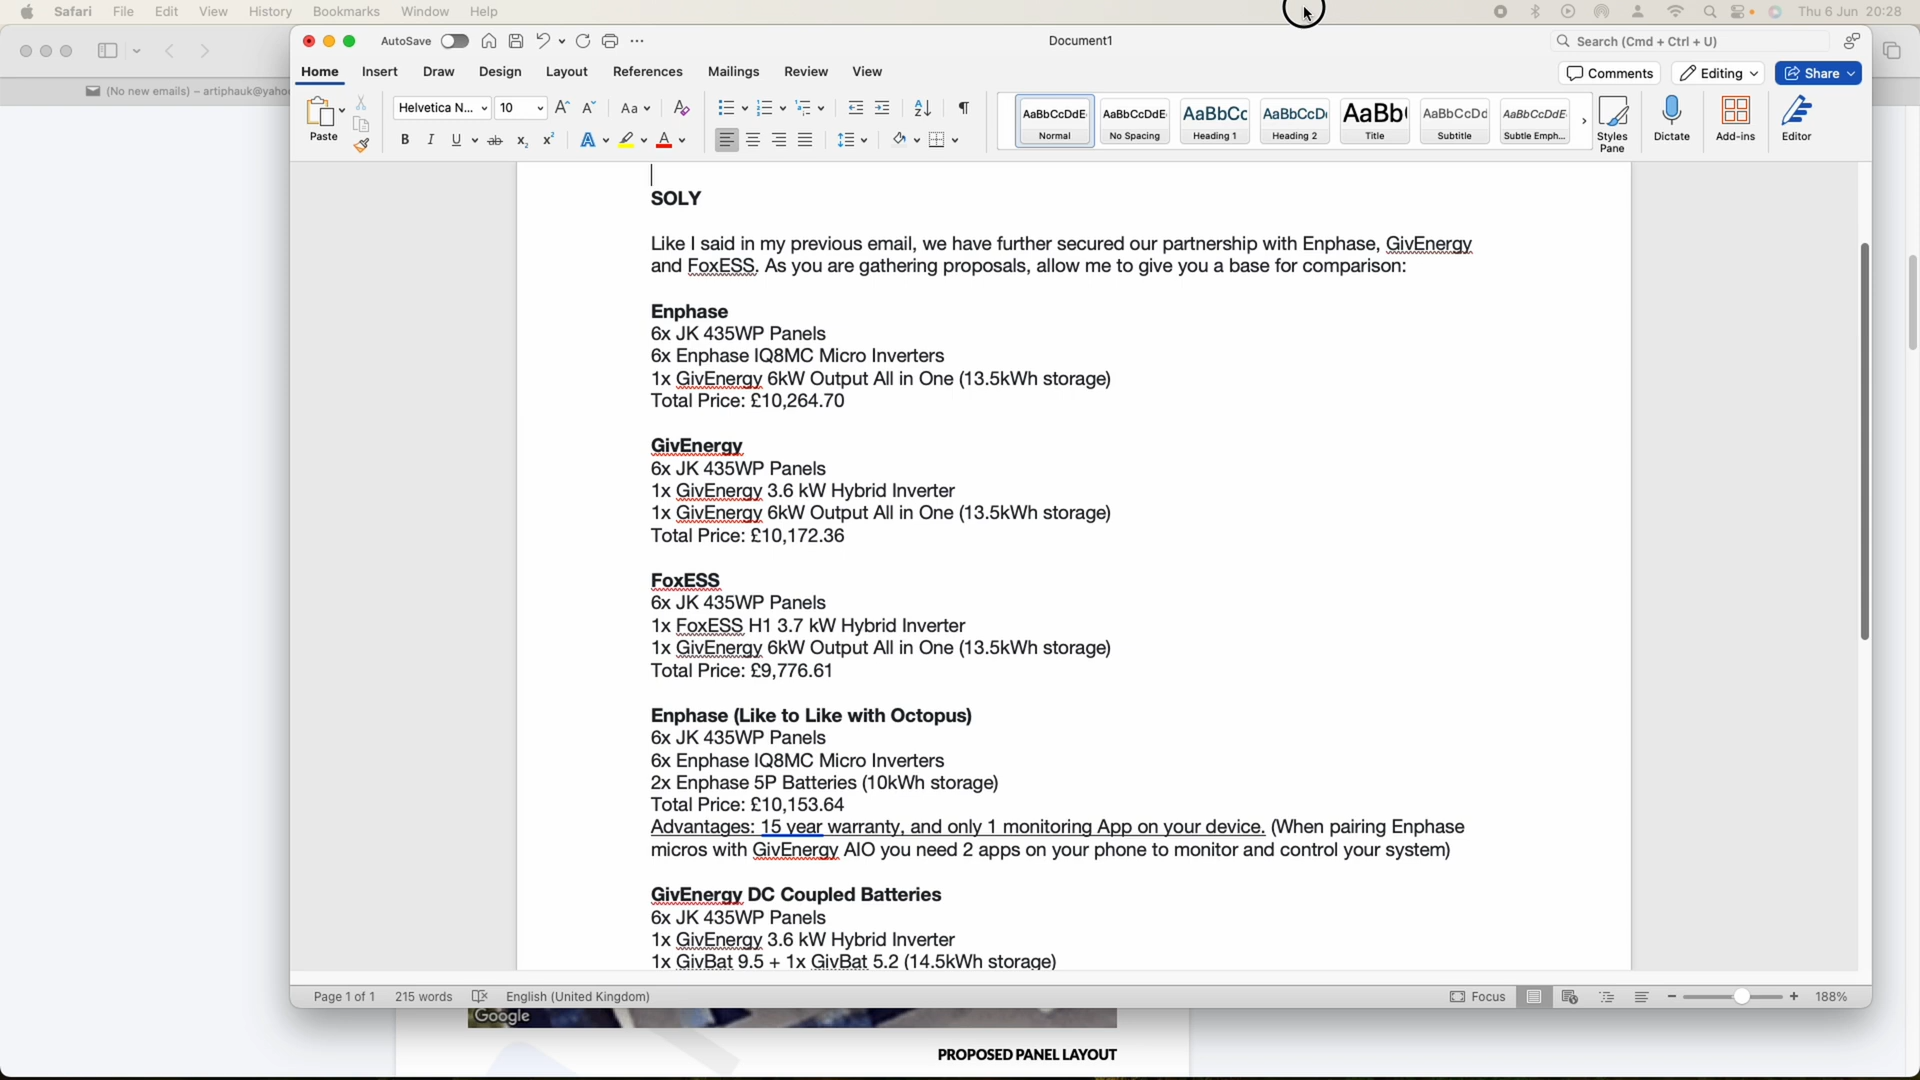 Safari File Edit View History Bookmarks Window Help Thu 6 Jun 20:28
AutoSave Document1 Search (Cmd + Ctrl + U)
Home Insert Draw Design Layout References Mailings Review View Comments Editing Share
(No new emails) – artiphauk@yaho
Paste Helvetica N... 10 Aa
AaBbCcDdE AaBbCcDdE AaBbCc AaBbCcD AaBb AaBbCcDd AaBbCcDdE
Normal No Spacing Heading 1 Heading 2 Title Subtitle Subtle Emph...
Styles Pane Dictate Add-ins Editor
SOLY
Like I said in my previous email, we have further secured our partnership with Enphase, GivEnergy
and FoxESS. As you are gathering proposals, allow me to give you a base for comparison:
Enphase
6x JK 435WP Panels
6x Enphase IQ8MC Micro Inverters
1x GivEnergy 6kW Output All in One (13.5kWh storage)
Total Price: £10,264.70
GivEnergy
6x JK 435WP Panels
1x GivEnergy 3.6 kW Hybrid Inverter
1x GivEnergy 6kW Output All in One (13.5kWh storage)
Total Price: £10,172.36
FoxESS
6x JK 435WP Panels
1x FoxESS H1 3.7 kW Hybrid Inverter
1x GivEnergy 6kW Output All in One (13.5kWh storage)
Total Price: £9,776.61
Enphase (Like to Like with Octopus)
6x JK 435WP Panels
6x Enphase IQ8MC Micro Inverters
2x Enphase 5P Batteries (10kWh storage)
Total Price: £10,153.64
Advantages: 15 year warranty, and only 1 monitoring App on your device. (When pairing Enphase
micros with GivEnergy AIO you need 2 apps on your phone to monitor and control your system)
GivEnergy DC Coupled Batteries
6x JK 435WP Panels
1x GivEnergy 3.6 kW Hybrid Inverter
1x GivBat 9.5 + 1x GivBat 5.2 (14.5kWh storage)
Page 1 of 1 215 words English (United Kingdom) Focus 188%
Google
PROPOSED PANEL LAYOUT